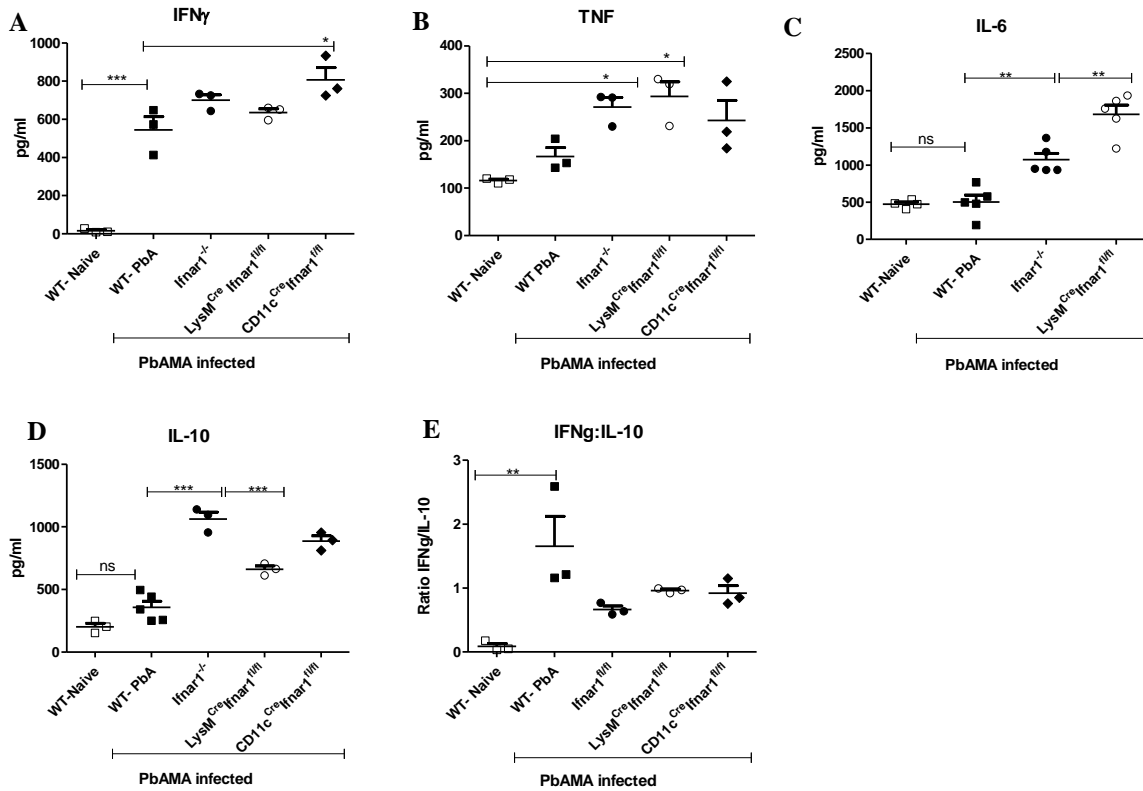 A
IFNγ
pg/ml
1000
800
600
400
200
0
***
*
WT- Naive
WT- PbA
Ifnar1-/-
LysMCre Ifnar1fl/fl
CD11cCreIfnar1fl/fl
PbAMA infected
B
TNF
pg/ml
400
300
200
100
0
*
*
WT- Naive
WT PbA
Ifnar1-/-
LysMCreIfnar1fl/fl
CD11cCreIfnar1fl/fl
PbAMA infected
C
IL-6
pg/ml
2500
2000
1500
1000
500
0
ns
**
**
WT-Naive
WT- PbA
Ifnar1-/-
LysMCreIfnar1fl/fl
PbAMA infected
D
IL-10
pg/ml
1500
1000
500
0
ns
***
***
WT-Naive
WT- PbA
Ifnar1-/-
LysMCreIfnar1fl/fl
CD11cCreIfnar1fl/fl
PbAMA infected
E
IFNg:IL-10
Ratio IFNg/IL-10
3
2
1
0
**
WT- Naive
WT- PbA
Ifnar1fl/fl
LysMCreIfnar1fl/fl
CD11cCreIfnar1fl/fl
PbAMA infected